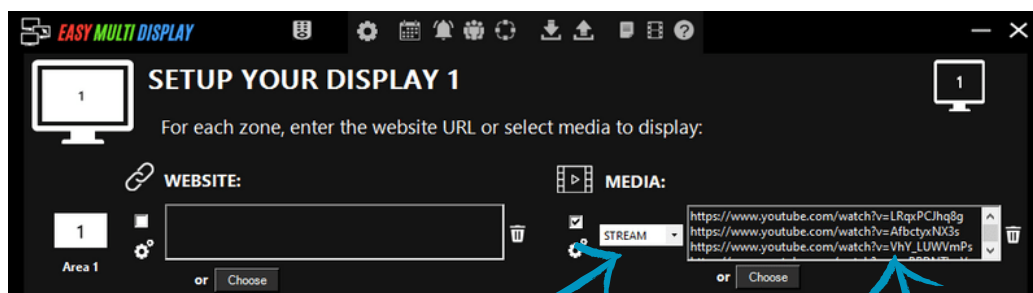 EASY MULTI DISPLAY
1
SETUP YOUR DISPLAY 1
1
For each zone, enter the website URL or select media to display:
WEBSITE:
MEDIA:
1
Area 1
or Choose
STREAM
https://www.youtube.com/watch?v=LRqxPCJhq8g
https://www.youtube.com/watch?v=AfbctyxNX3s
https://www.youtube.com/watch?v=VhY_LUWVmPs
or Choose